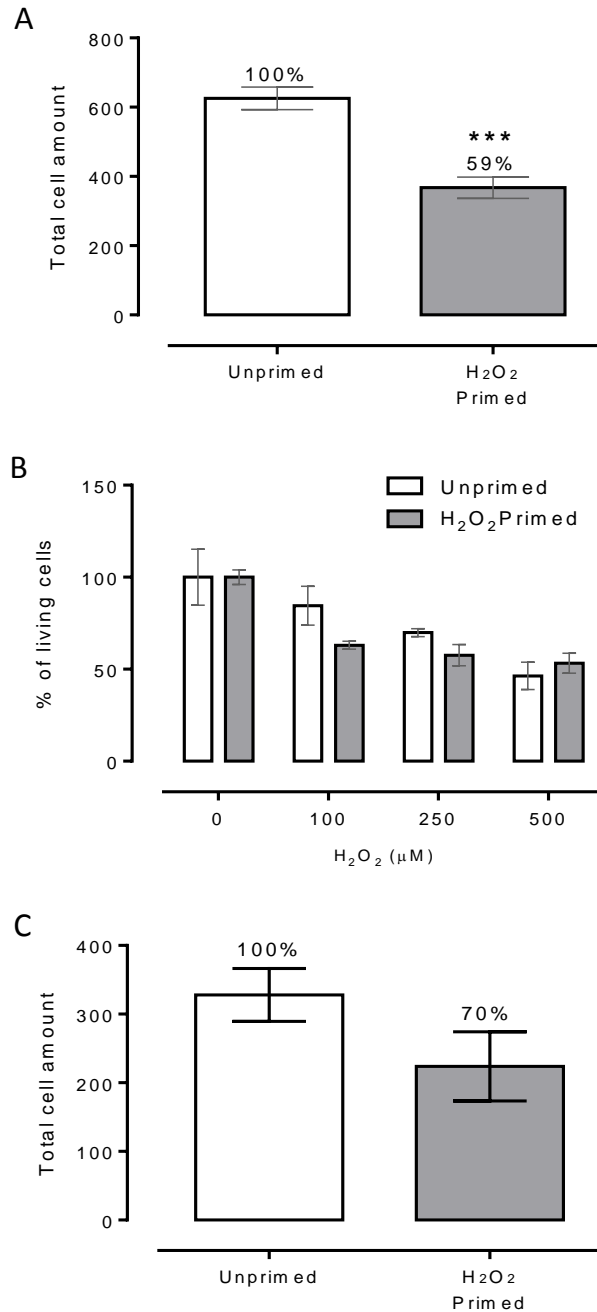 A
Total cell amount
800
600
400
200
0
100%
***
59%
Unprimed
H₂O₂
Primed
B
% of living cells
150
100
50
0
Unprimed
H₂O₂Primed
0 100 250 500
H₂O₂ (μM)
C
Total cell amount
400
300
200
100
0
100%
70%
Unprimed
H₂O₂
Primed